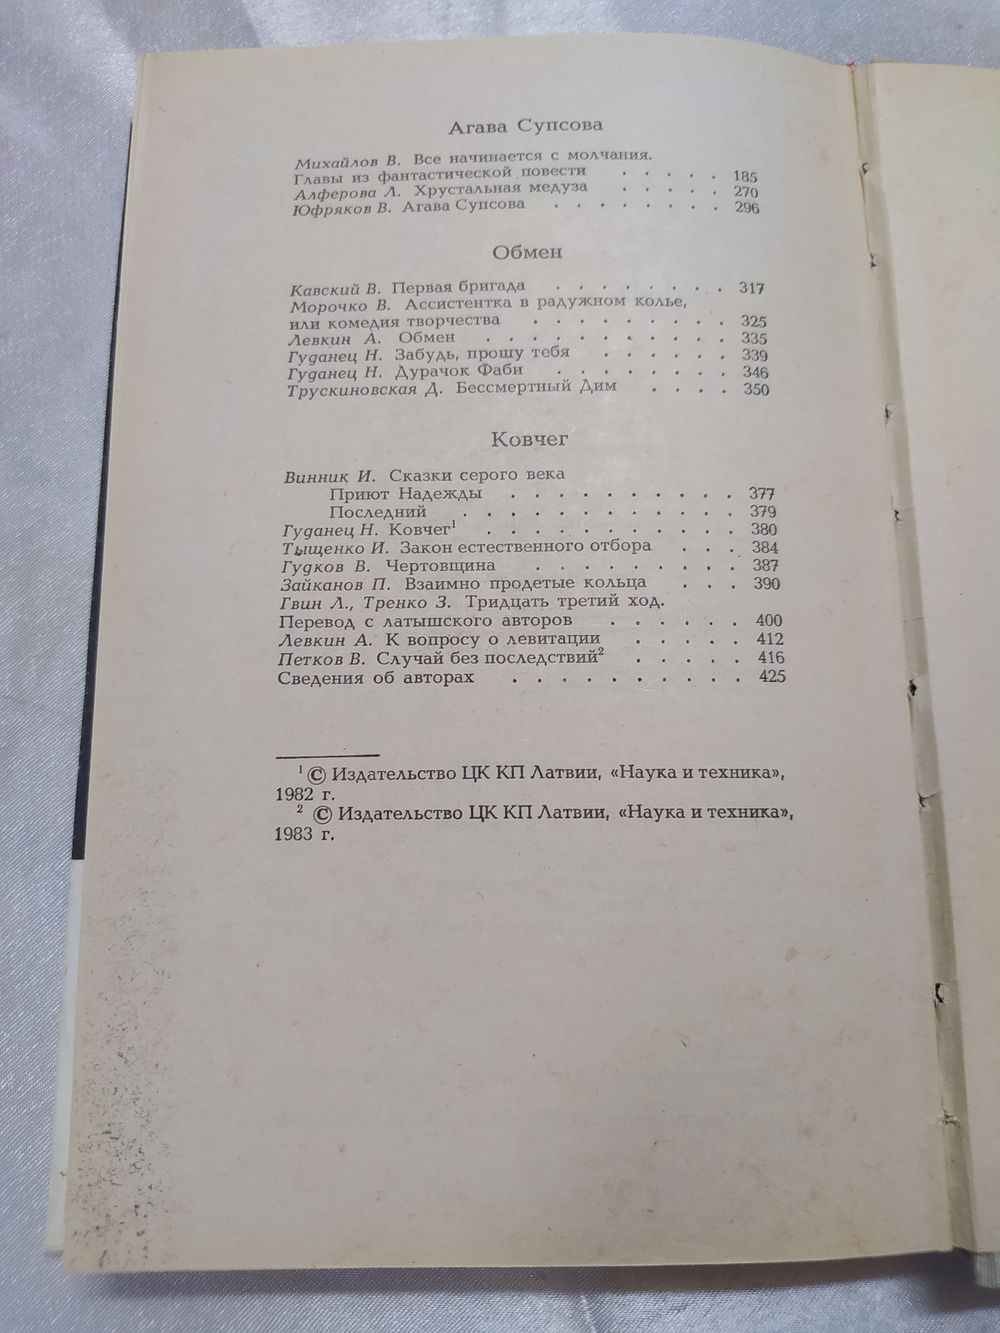 Агава Супсова
Михайлов В. Все начинается с молчания.
Главы из фантастической повести . . . . . 185
Алферова Л. Хрустальная медуза . . . . . 270
Юфряков В. Агава Супсова . . . . . . . . 296
Обмен
Кавский В. Первая бригада . . . . . . . . 317
Морочко В. Ассистентка в радужном колье,
или комедия творчества . . . . . . . . . 325
Левкин А. Обмен . . . . . . . . . . . 335
Гуданец Н. Забудь, прошу тебя . . . . . . 339
Гуданец Н. Дурачок Фаби . . . . . . . . 346
Трускиновская Д. Бессмертный Дим . . . . 350
Ковчег
Винник И. Сказки серого века
Приют Надежды . . . . . . . . . . 377
Последний . . . . . . . . . . . . 379
Гуданец Н. Ковчег¹ . . . . . . . . . . . 380
Тыщенко И. Закон естественного отбора . . . 384
Гудков В. Чертовщина . . . . . . . . . 387
Зайканов П. Взаимно продетые кольца . . . 390
Гвин Л., Тренко З. Тридцать третий ход.
Перевод с латышского авторов . . . . . . 400
Левкин А. К вопросу о левитации . . . . . 412
Петков В. Случай без последствий² . . . . . 416
Сведения об авторах . . . . . . . . . . 425
¹ © Издательство ЦК КП Латвии, «Наука и техника»,
1982 г.
² © Издательство ЦК КП Латвии, «Наука и техника»,
1983 г.